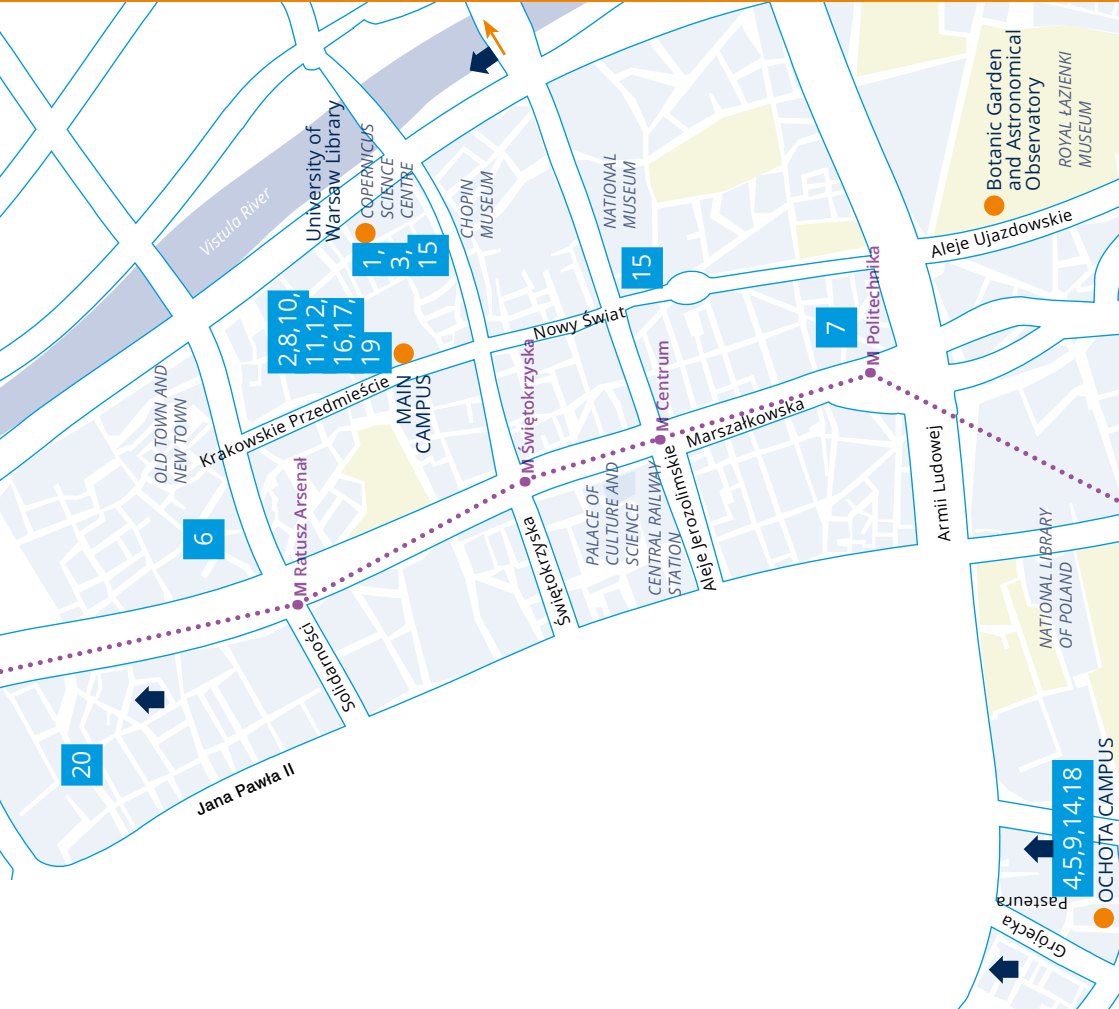 Vistula River
University of
Warsaw Library
COPERNICUS
SCIENCE
CENTRE
1,
3,
15
CHOPIN
MUSEUM
NATIONAL
MUSEUM
15
Botanic Garden
and Astronomical
Observatory
ROYAL ŁAZIENKI
MUSEUM
Aleje Ujazdowskie
2,8,10,
11,12,
16,17,
19
MAIN
CAMPUS
Krakowskie Przedmieście
Nowy Świat
OLD TOWN AND
NEW TOWN
6
M Ratusz Arsenał
M Świętokrzyska
M Centrum
M Politechnika
7
Marszałkowska
PALACE OF
CULTURE AND
SCIENCE
CENTRAL RAILWAY
STATION
Aleje Jerozolimskie
Świętokrzyska
Solidarności
Jana Pawła II
20
Armii Ludowej
NATIONAL LIBRARY
OF POLAND
4,5,9,14,18
OCHOTA CAMPUS
Pasteura
Grójecka